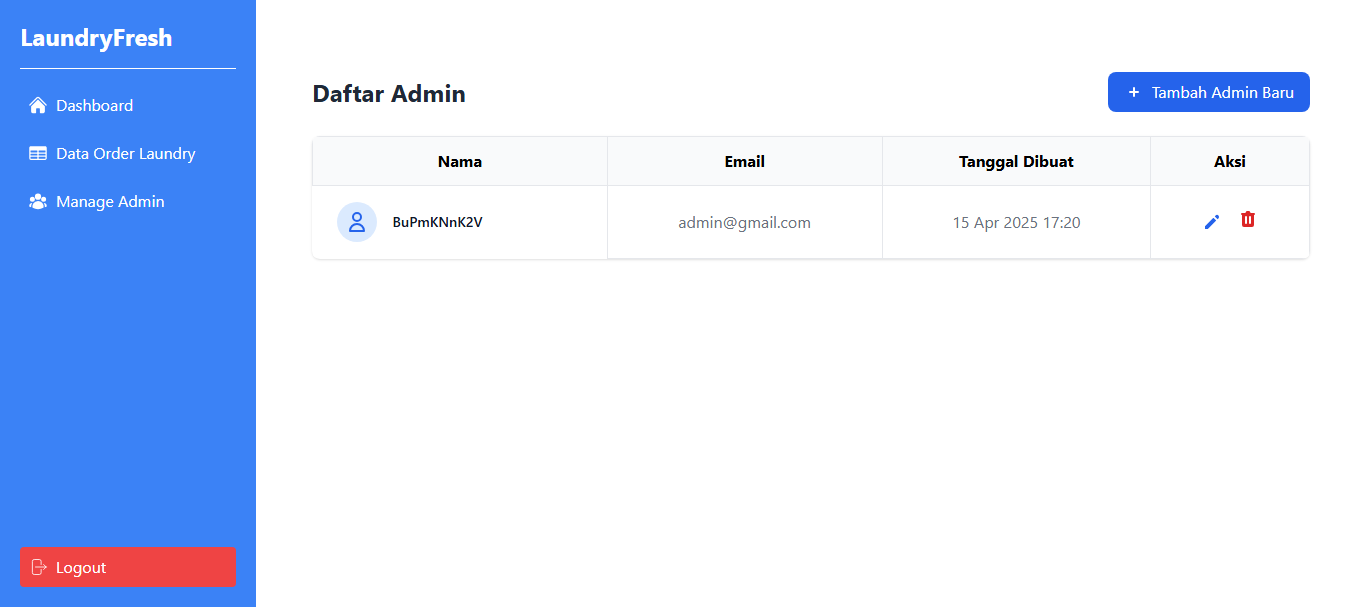 LaundryFresh
Dashboard
Data Order Laundry
Manage Admin
Logout
Daftar Admin
+ Tambah Admin Baru
Nama Email Tanggal Dibuat Aksi
BuPmKNnK2V admin@gmail.com 15 Apr 2025 17:20